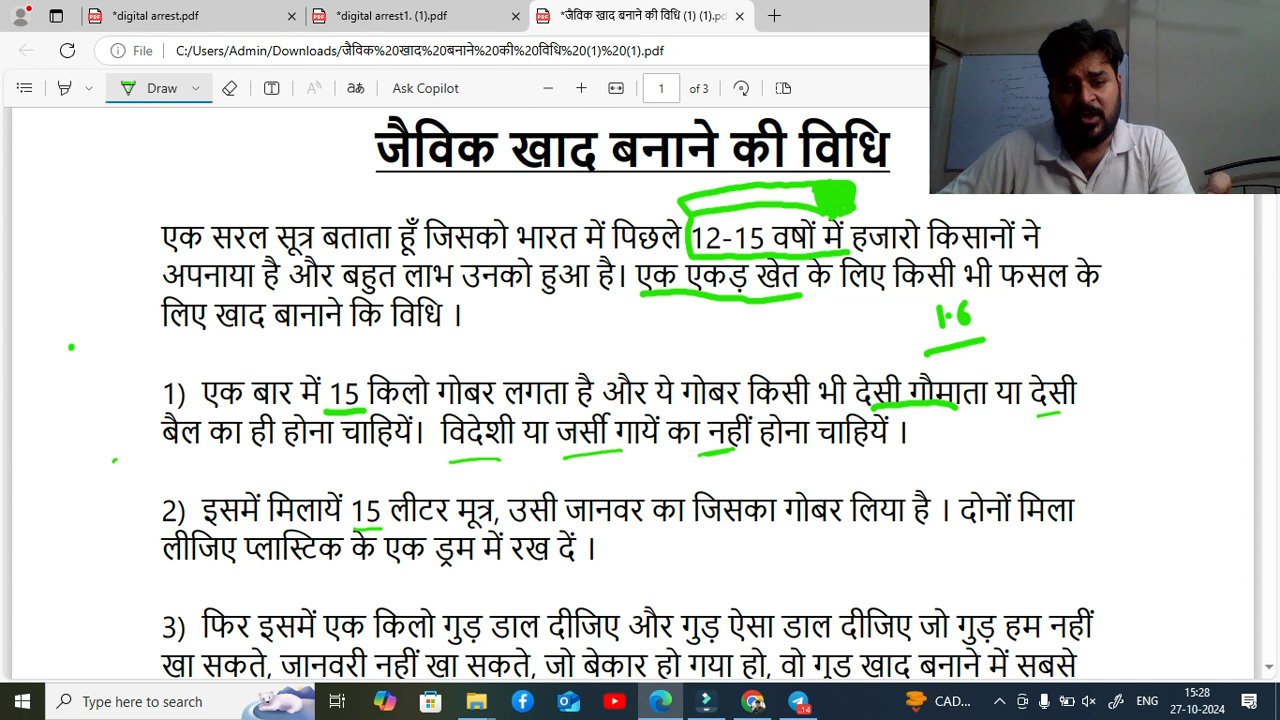 *digital arrest.pdf
*digital arrest1. (1).pdf
*जैविक खाद बनाने की विधि (1) (1).pdf
File
C:/Users/Admin/Downloads/जैविक%20खाद%20बनाने%20की%20विधि%20(1)%20(1).pdf
Draw
Ask Copilot
1
of 3
जैविक खाद बनाने की विधि
एक सरल सूत्र बताता हूँ जिसको भारत में पिछले 12-15 वर्षों में हजारो किसानों ने
अपनाया है और बहुत लाभ उनको हुआ है। एक एकड़ खेत के लिए किसी भी फसल के
लिए खाद बानाने कि विधि ।
1.6
1) एक बार में 15 किलो गोबर लगता है और ये गोबर किसी भी देसी गौमाता या देसी
बैल का ही होना चाहियें। विदेशी या जर्सी गायें का नहीं होना चाहियें ।
2) इसमें मिलायें 15 लीटर मूत्र, उसी जानवर का जिसका गोबर लिया है । दोनों मिला
लीजिए प्लास्टिक के एक ड्रम में रख दें ।
3) फिर इसमें एक किलो गुड़ डाल दीजिए और गुड़ ऐसा डाल दीजिए जो गुड़ हम नहीं
खा सकते, जानवरी नहीं खा सकते, जो बेकार हो गया हो, वो गुड़ खाद बनाने में सबसे
Type here to search
14
CAD...
ENG
15:28
27-10-2024